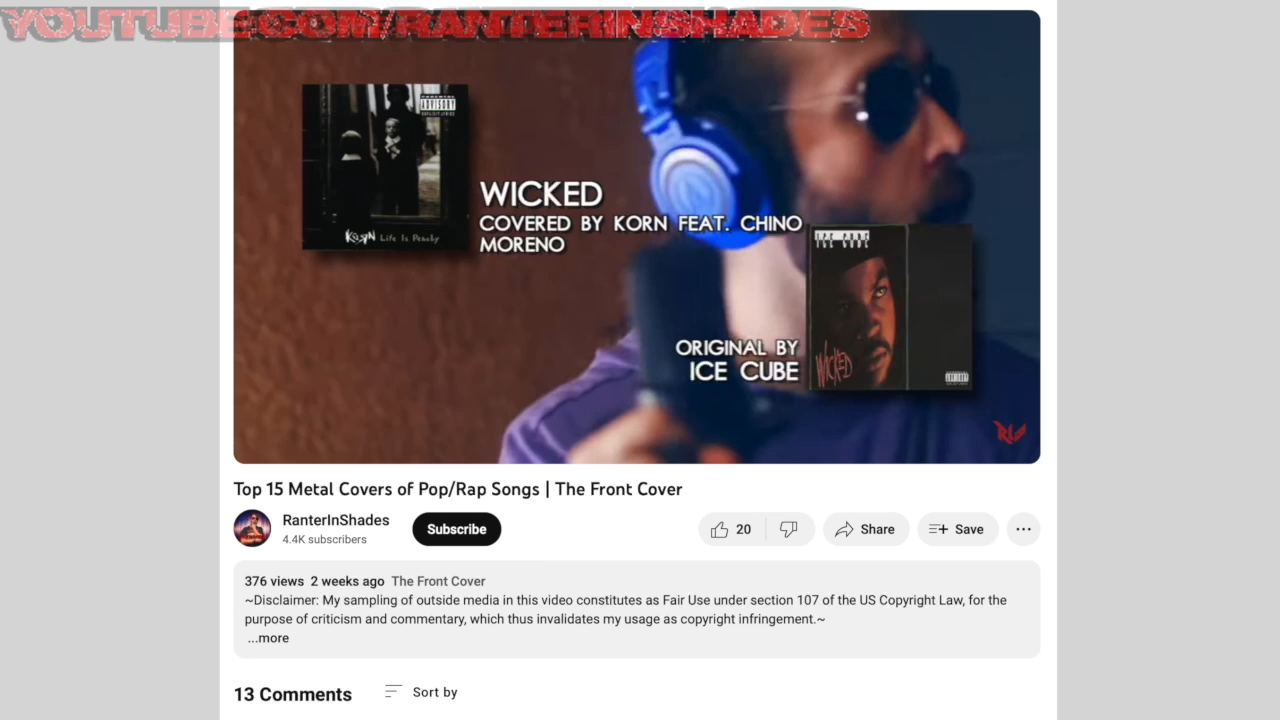 YOUTUBE.COM/RANTERINSHADES
PARENTAL
ADVISORY
EXPLICIT LYRICS
KoRn Life Is Peachy
WICKED
COVERED BY KORN FEAT. CHINO
MORENO
ICE CUBE
WICKED
ORIGINAL BY
ICE CUBE
Top 15 Metal Covers of Pop/Rap Songs | The Front Cover
RanterInShades
4.4K subscribers
Subscribe
20
Share
Save
376 views 2 weeks ago The Front Cover
~Disclaimer: My sampling of outside media in this video constitutes as Fair Use under section 107 of the US Copyright Law, for the
purpose of criticism and commentary, which thus invalidates my usage as copyright infringement.~
...more
13 Comments
Sort by